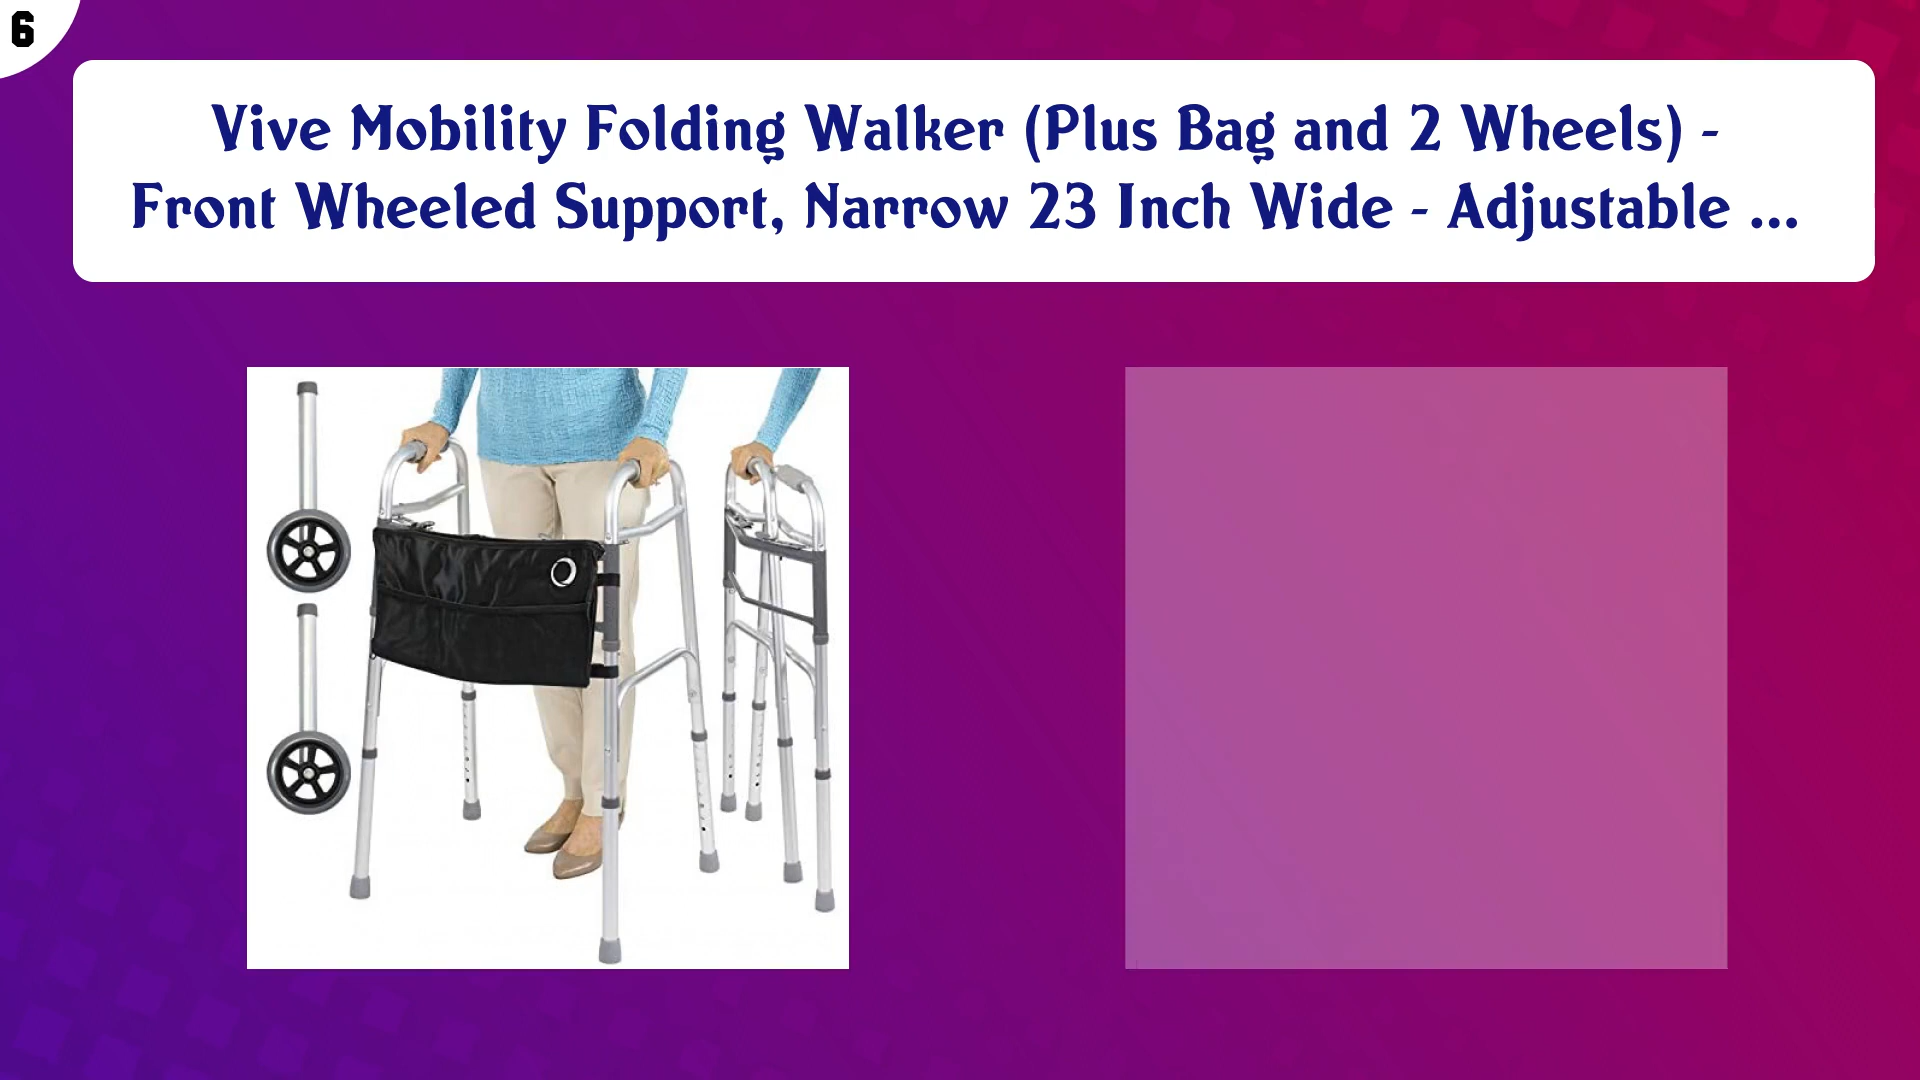 6
Vive Mobility Folding Walker (Plus Bag and 2 Wheels) -
Front Wheeled Support, Narrow 23 Inch Wide - Adjustable ...